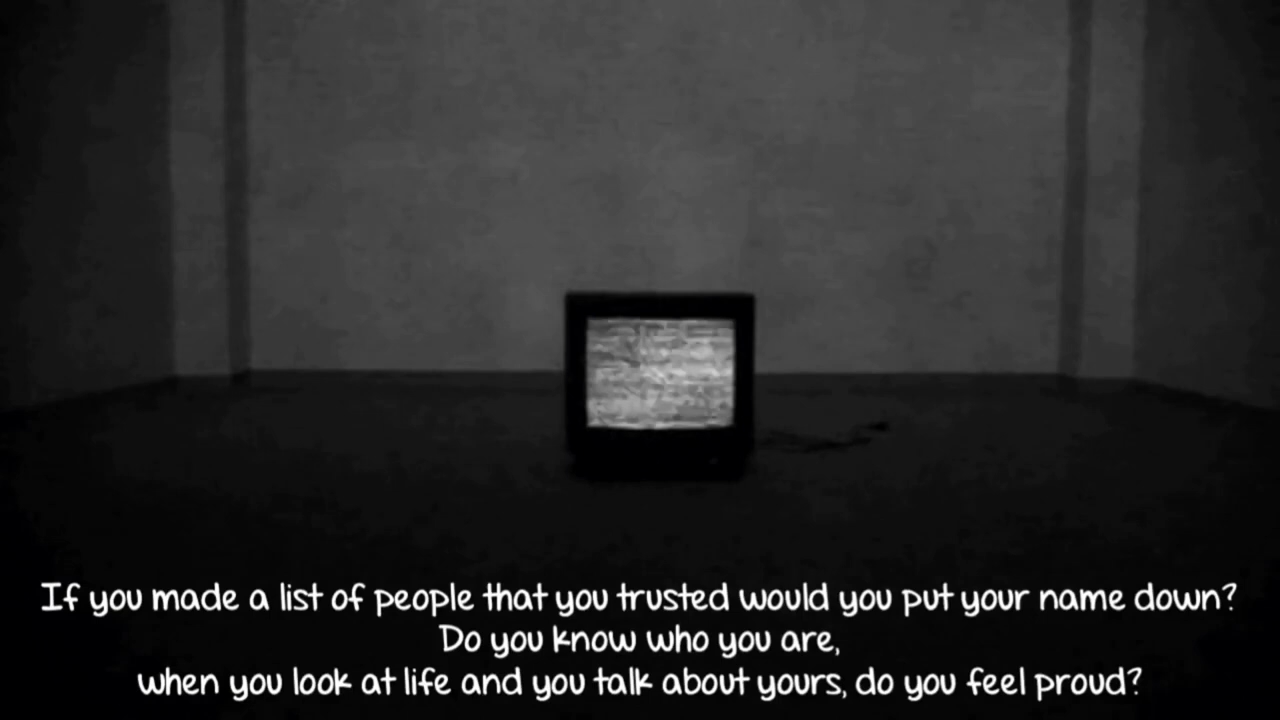 If you made a list of people that you trusted would you put your name down?
Do you know who you are,
when you look at life and you talk about yours, do you feel proud?